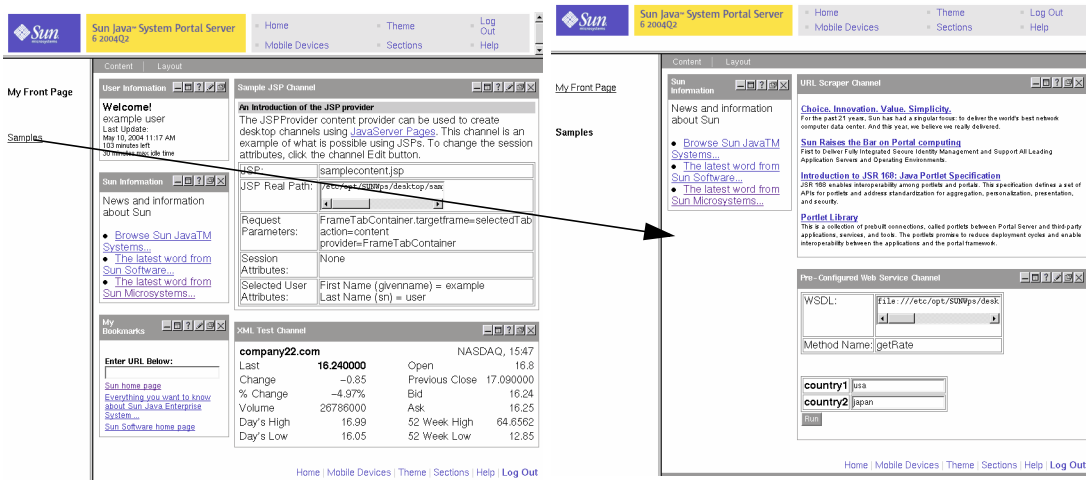 Sun
microsystems
Sun Java™ System Portal Server
6 2004Q2
Home
Theme
Log Out
Mobile Devices
Sections
Help
Content | Layout
My Front Page
Samples
User Information
Welcome!
example user
Last Update:
May 10, 2004 11:17 AM
103 minutes left
30 minutes max idle time
Sun Information
News and information about Sun
Browse Sun JavaTM Systems...
The latest word from Sun Software...
The latest word from Sun Microsystems...
My Bookmarks
Enter URL Below:
Sun home page
Everything you want to know about Sun Java Enterprise System ...
Sun Software home page
Sample JSP Channel
An Introduction of the JSP provider
The JSPProvider content provider can be used to create
desktop channels using JavaServer Pages. This channel is an
example of what is possible using JSPs. To change the session
attributes, click the channel Edit button.
JSP: samplecontent.jsp
JSP Real Path: /etc/opt/SUNWps/desktop/sam
Request Parameters: FrameTabContainer.targetframe=selectedTab
action=content
provider=FrameTabContainer
Session Attributes: None
Selected User Attributes: First Name (givenname) = example
Last Name (sn) = user
XML Test Channel
company22.com NASDAQ, 15:47
Last 16.240000 Open 16.8
Change −0.85 Previous Close 17.090000
% Change −4.97% Bid 16.24
Volume 26786000 Ask 16.25
Day's High 16.99 52 Week High 64.6562
Day's Low 16.05 52 Week Low 12.85
Home | Mobile Devices | Theme | Sections | Help | Log Out
Sun
microsystems
Sun Java™ System Portal Server
6 2004Q2
Home
Theme
Log Out
Mobile Devices
Sections
Help
Content | Layout
My Front Page
Samples
Sun Information
News and information about Sun
Browse Sun JavaTM Systems...
The latest word from Sun Software...
The latest word from Sun Microsystems...
URL Scraper Channel
Choice. Innovation. Value. Simplicity.
For the past 21 years, Sun has had a singular focus: to deliver the world's best network
computer data center. And this year, we believe we really delivered.
Sun Raises the Bar on Portal computing
First to Deliver Fully Integrated Secure Identity Management and Support All Leading
Application Servers and Operating Environments.
Introduction to JSR 168: Java Portlet Specification
JSR 168 enables interoperability among portlets and portals. This specification defines a set of
APIs for portlets and address standardization for aggregation, personalization, presentation,
and security.
Portlet Library
This is a collection of prebuilt connections, called portlets between Portal Server and third-party
applications, services, and tools. The portlets promise to reduce deployment cycles and enable
interoperability between the applications and the portal framework.
Pre-Configured Web Service Channel
WSDL: file:///etc/opt/SUNWps/desk
Method Name: getRate
country1 usa
country2 japan
Run
Home | Mobile Devices | Theme | Sections | Help | Log Out